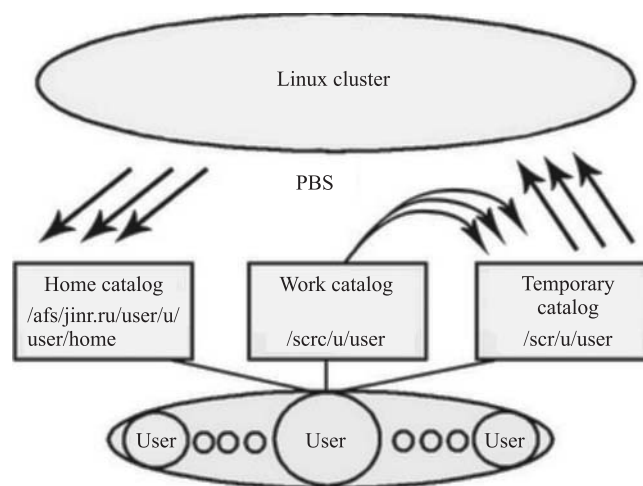 Linux cluster
PBS
Home catalog
/afs/jinr.ru/user/u/
user/home
Work catalog
/scrc/u/user
Temporary
catalog
/scr/u/user
User
User
User